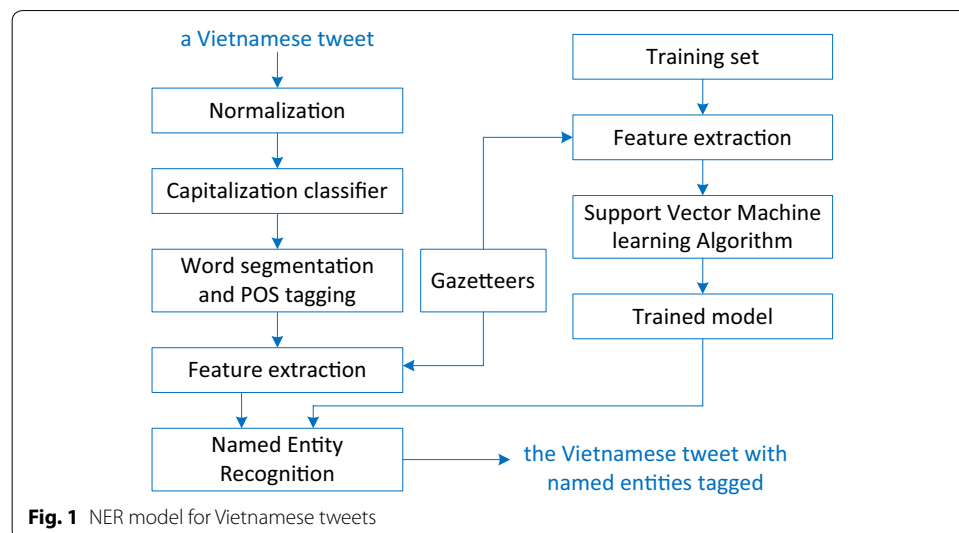 a Vietnamese tweet
Normalization
Capitalization classifier
Word segmentation
and POS tagging
Feature extraction
Named Entity
Recognition
Gazetteers
Training set
Feature extraction
Support Vector Machine
learning Algorithm
Trained model
the Vietnamese tweet with
named entities tagged
Fig. 1 NER model for Vietnamese tweets